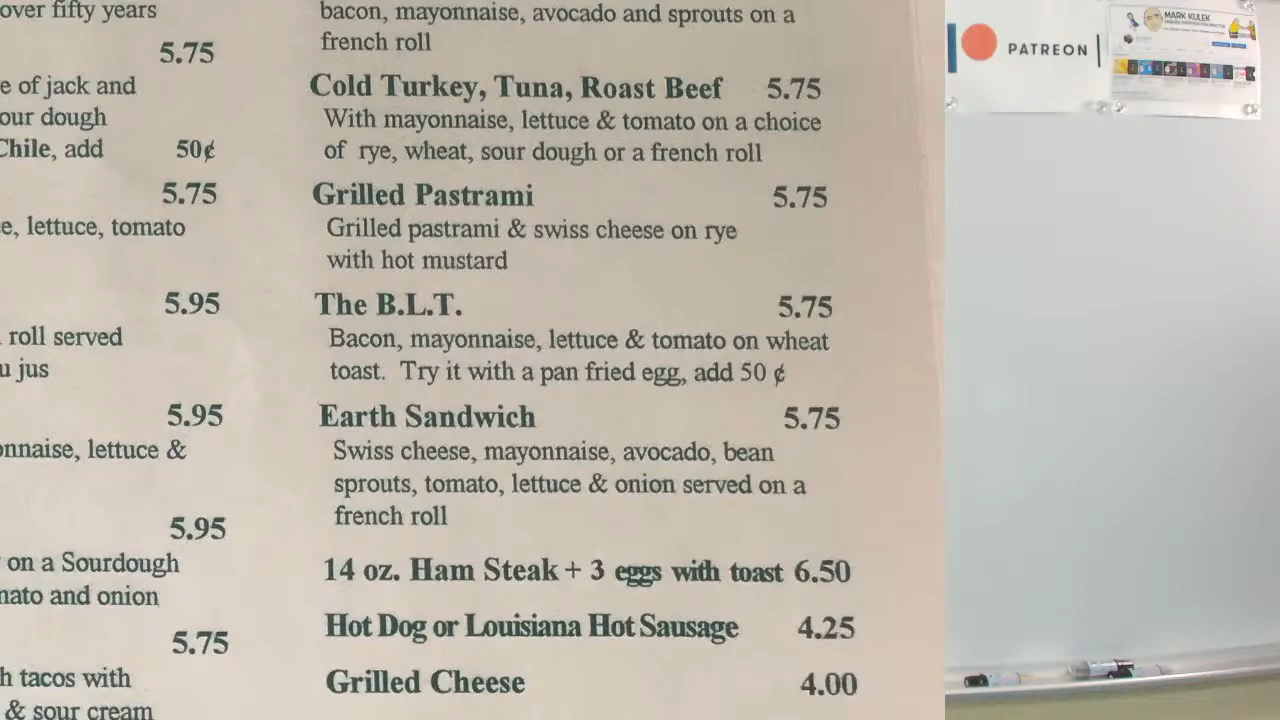 over fifty years
5.75
e of jack and
our dough
Chile, add 50¢
5.75
e, lettuce, tomato
5.95
roll served
u jus
5.95
onnaise, lettuce &
5.95
on a Sourdough
mato and onion
5.75
h tacos with
& sour cream
bacon, mayonnaise, avocado and sprouts on a
french roll
Cold Turkey, Tuna, Roast Beef 5.75
With mayonnaise, lettuce & tomato on a choice
of rye, wheat, sour dough or a french roll
Grilled Pastrami 5.75
Grilled pastrami & swiss cheese on rye
with hot mustard
The B.L.T. 5.75
Bacon, mayonnaise, lettuce & tomato on wheat
toast. Try it with a pan fried egg, add 50 ¢
Earth Sandwich 5.75
Swiss cheese, mayonnaise, avocado, bean
sprouts, tomato, lettuce & onion served on a
french roll
14 oz. Ham Steak + 3 eggs with toast 6.50
Hot Dog or Louisiana Hot Sausage 4.25
Grilled Cheese 4.00
PATREON
MARK KULEK